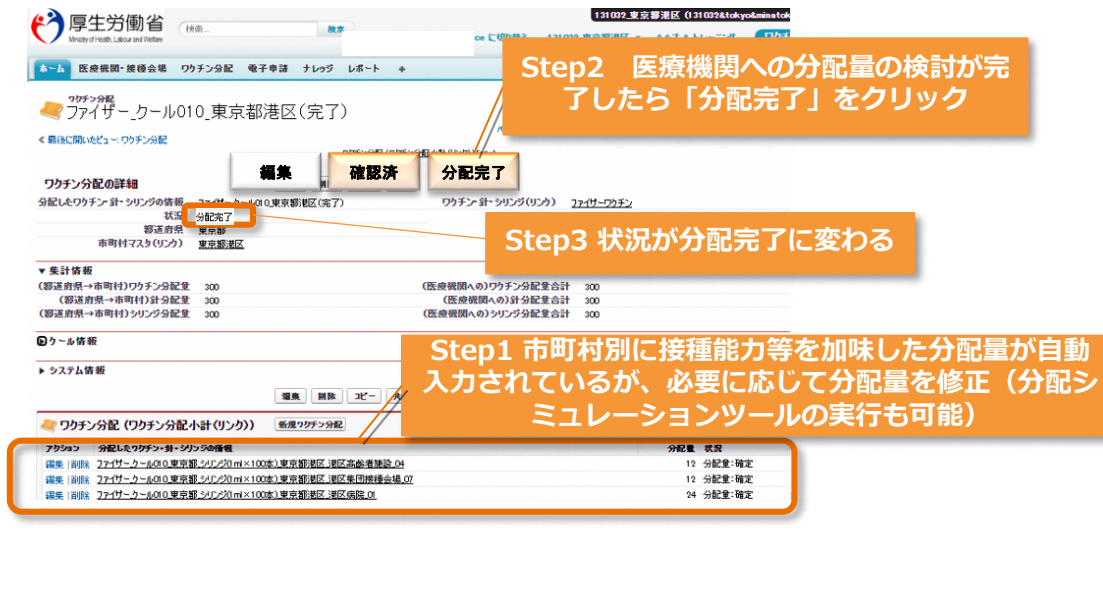 厚生労働省
Ministry of Health, Labour and Welfare
検索...
検索
131032_東京都港区 (131032&tokyo&minatok
ホーム 医療機関・接種会場 ワクチン分配 電子申請 ナレッジ レポート +
Step2 医療機関への分配量の検討が完
了したら「分配完了」をクリック
ワクチン分配
ファイザー_クール010_東京都港区(完了)
« 最後に開いたビュー: ワクチン分配
編集 確認済 分配完了
ワクチン分配の詳細
分配したワクチン・針・シリンジの情報 ファイザー_クール010_東京都港区(完了) ワクチン・針・シリンジ(リンク) ファイザーワクチン
状況 分配完了
都道府県 東京都
市町村マスタ(リンク) 東京都港区
Step3 状況が分配完了に変わる
▼ 集計情報
(都道府県→市町村)ワクチン分配量 300 (医療機関への)ワクチン分配量合計 300
(都道府県→市町村)針分配量 300 (医療機関への)針分配量合計 300
(都道府県→市町村)シリンジ分配量 300 (医療機関への)シリンジ分配量合計 300
クール情報
Step1 市町村別に接種能力等を加味した分配量が自動
入力されているが、必要に応じて分配量を修正（分配シ
ミュレーションツールの実行も可能）
システム情報
編集 削除 コピー
ワクチン分配 (ワクチン分配小計(リンク)) 新規ワクチン分配
アクション 分配したワクチン・針・シリンジの情報 分配量 状況
編集 | 削除 ファイザー_クール010_東京都_シリンジ(1ml×100本)_東京都港区_港区高齢者施設_04 12 分配量:確定
編集 | 削除 ファイザー_クール010_東京都_シリンジ(1ml×100本)_東京都港区_港区集団接種会場_07 12 分配量:確定
編集 | 削除 ファイザー_クール010_東京都_シリンジ(1ml×100本)_東京都港区_港区病院_01 24 分配量:確定